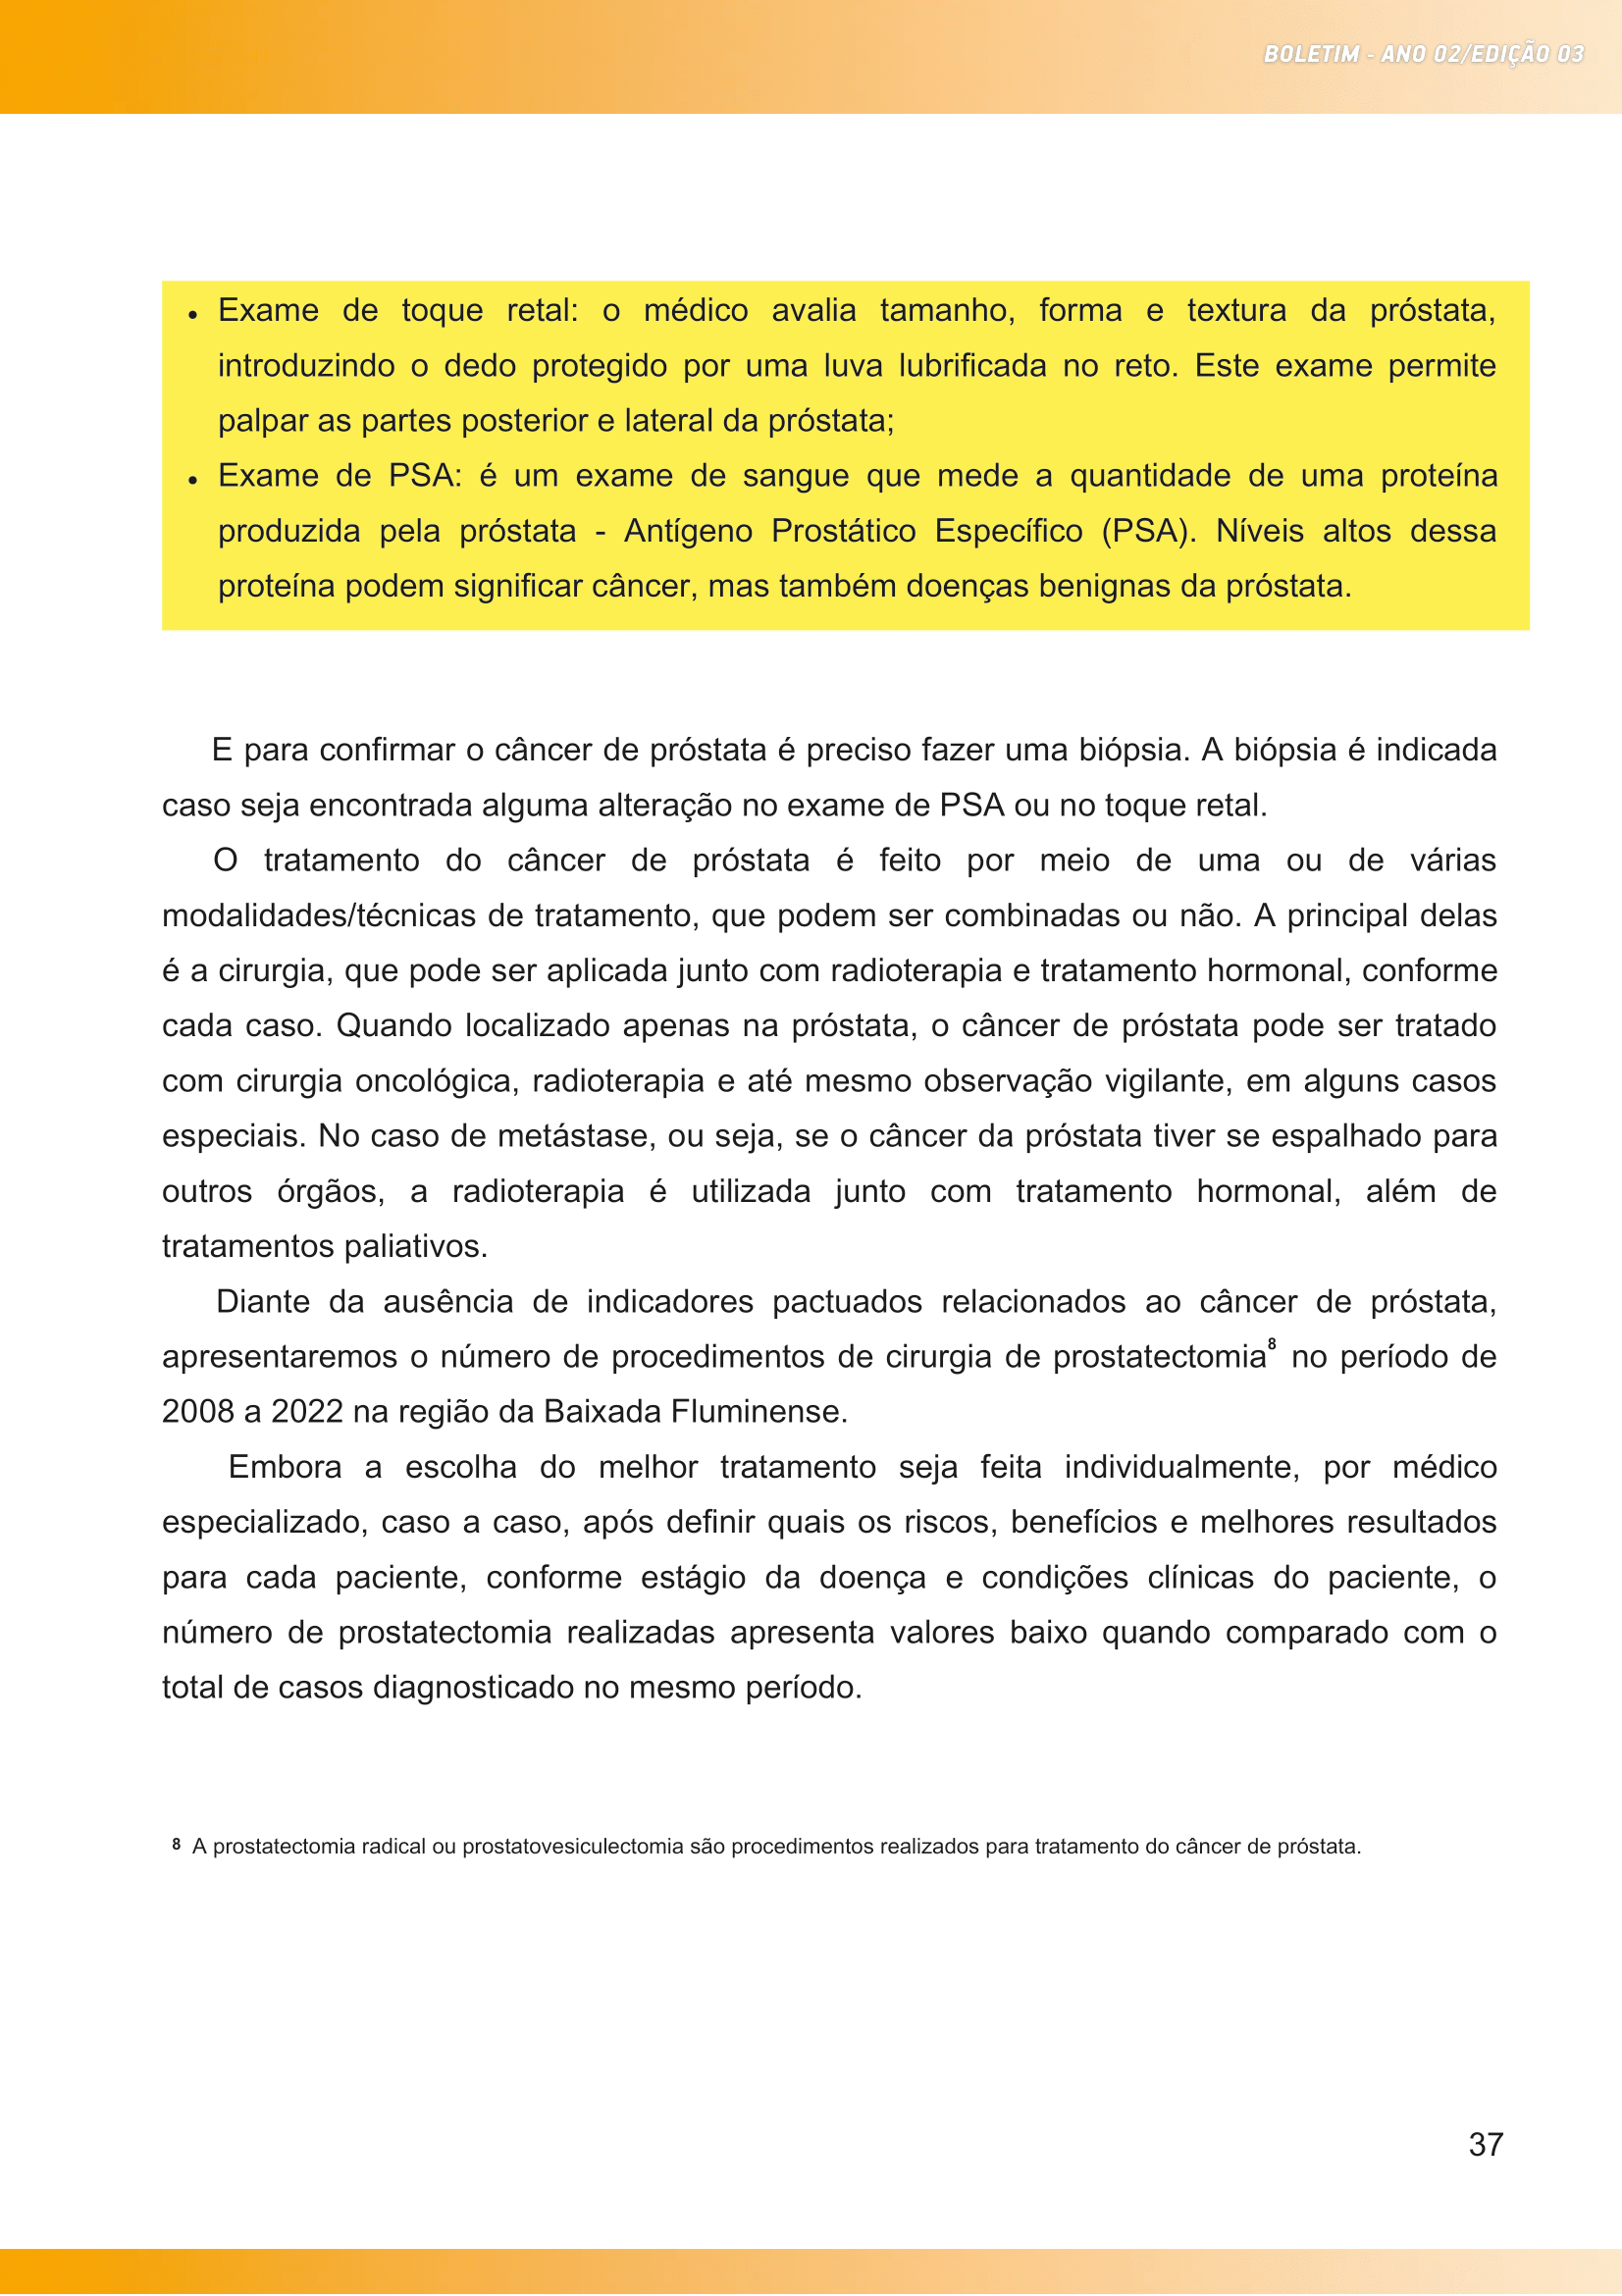 BOLETIM - ANO 02/EDIÇÃO 03
• Exame de toque retal: o médico avalia tamanho, forma e textura da próstata,
introduzindo o dedo protegido por uma luva lubrificada no reto. Este exame permite
palpar as partes posterior e lateral da próstata;
• Exame de PSA: é um exame de sangue que mede a quantidade de uma proteína
produzida pela próstata - Antígeno Prostático Específico (PSA). Níveis altos dessa
proteína podem significar câncer, mas também doenças benignas da próstata.
E para confirmar o câncer de próstata é preciso fazer uma biópsia. A biópsia é indicada
caso seja encontrada alguma alteração no exame de PSA ou no toque retal.
O tratamento do câncer de próstata é feito por meio de uma ou de várias
modalidades/técnicas de tratamento, que podem ser combinadas ou não. A principal delas
é a cirurgia, que pode ser aplicada junto com radioterapia e tratamento hormonal, conforme
cada caso. Quando localizado apenas na próstata, o câncer de próstata pode ser tratado
com cirurgia oncológica, radioterapia e até mesmo observação vigilante, em alguns casos
especiais. No caso de metástase, ou seja, se o câncer da próstata tiver se espalhado para
outros órgãos, a radioterapia é utilizada junto com tratamento hormonal, além de
tratamentos paliativos.
Diante da ausência de indicadores pactuados relacionados ao câncer de próstata,
apresentaremos o número de procedimentos de cirurgia de prostatectomia⁸ no período de
2008 a 2022 na região da Baixada Fluminense.
Embora a escolha do melhor tratamento seja feita individualmente, por médico
especializado, caso a caso, após definir quais os riscos, benefícios e melhores resultados
para cada paciente, conforme estágio da doença e condições clínicas do paciente, o
número de prostatectomia realizadas apresenta valores baixo quando comparado com o
total de casos diagnosticado no mesmo período.
8 A prostatectomia radical ou prostatovesiculectomia são procedimentos realizados para tratamento do câncer de próstata.
37